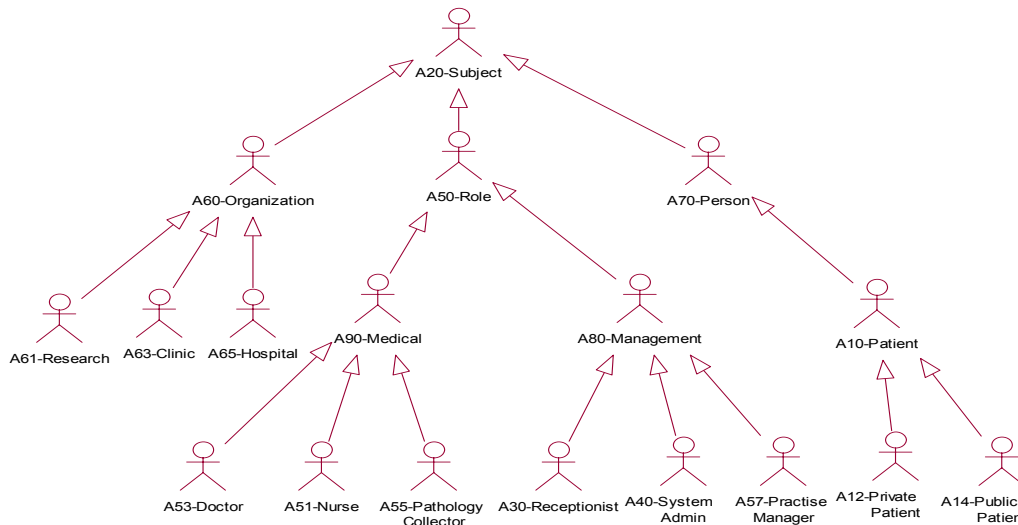 A20-Subject
A60-Organization
A50-Role
A70-Person
A61-Research
A63-Clinic
A65-Hospital
A90-Medical
A80-Management
A10-Patient
A53-Doctor
A51-Nurse
A55-Pathology
Collector
A30-Receptionist
A40-System
Admin
A57-Practise
Manager
A12-Private
Patient
A14-Public
Patien